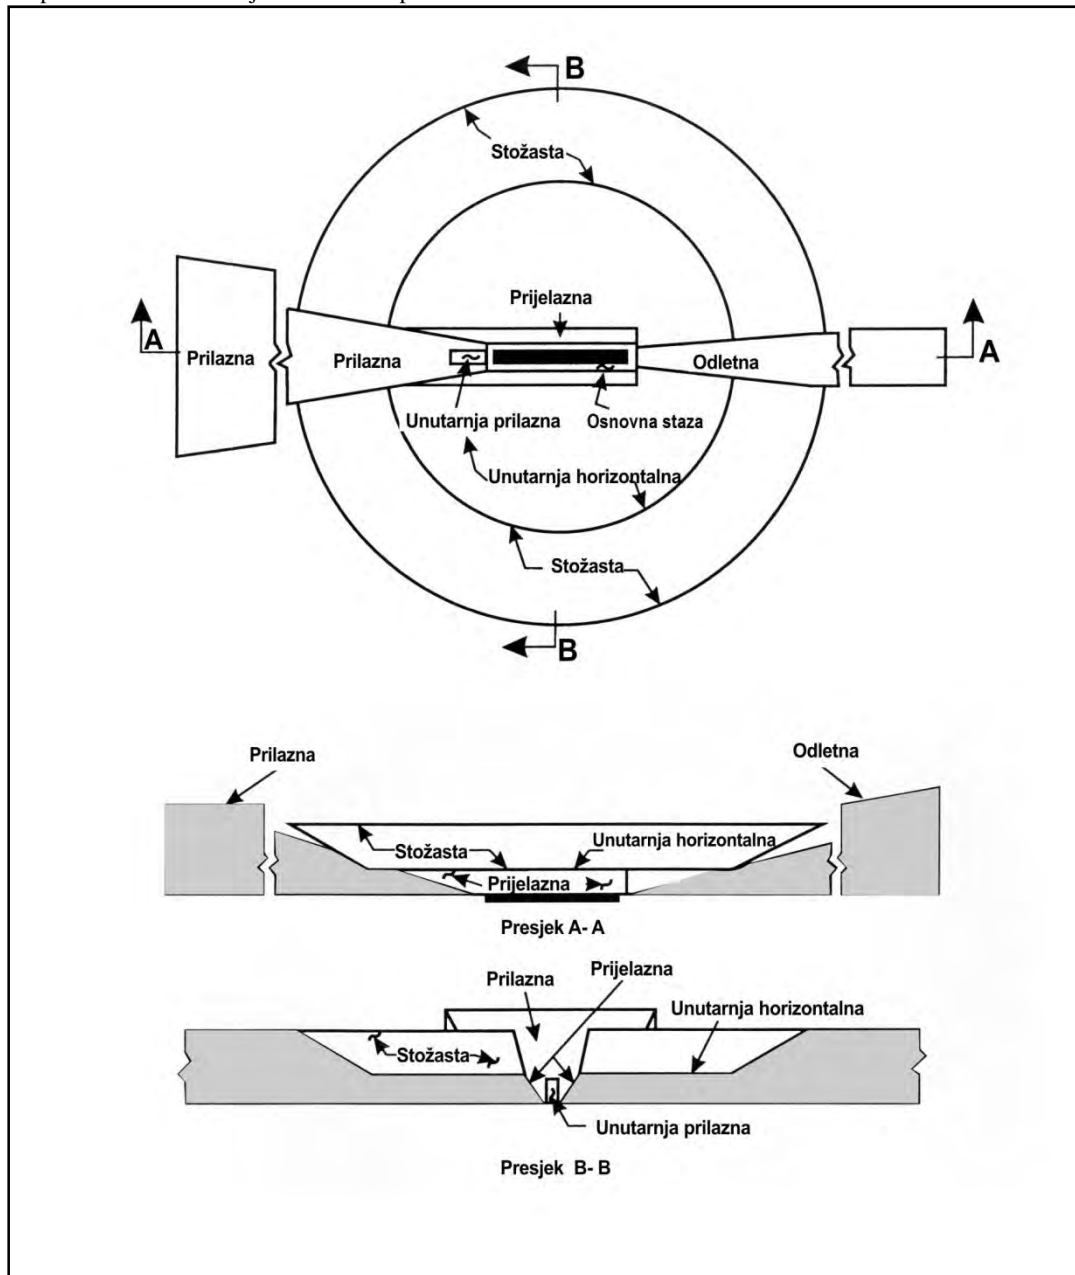 B
Stožasta
Prijelazna
A
Prilazna
Prilazna
Odletna
A
Unutarnja prilazna
Osnovna staza
Unutarnja horizontalna
Stožasta
B
Prilazna
Odletna
Unutarnja horizontalna
Stožasta
Prijelazna
Presjek A- A
Prijelazna
Prilazna
Unutarnja horizontalna
Stožasta
Unutarnja prilazna
Presjek B- B